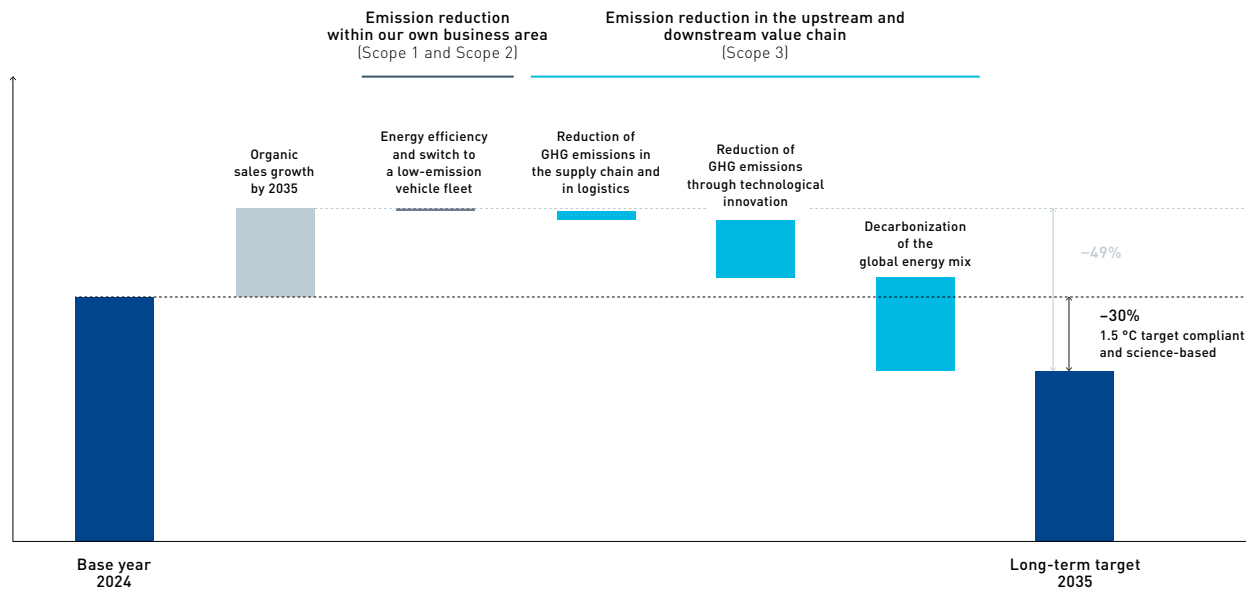 Emission reduction
within our own business area
(Scope 1 and Scope 2)
Emission reduction in the upstream and
downstream value chain
(Scope 3)
Organic
sales growth
by 2035
Energy efficiency
and switch to
a low-emission
vehicle fleet
Reduction of
GHG emissions in
the supply chain and
in logistics
Reduction of
GHG emissions
through technological
innovation
Decarbonization
of the
global energy mix
–49%
–30%
1.5 °C target compliant
and science-based
Base year
2024
Long-term target
2035